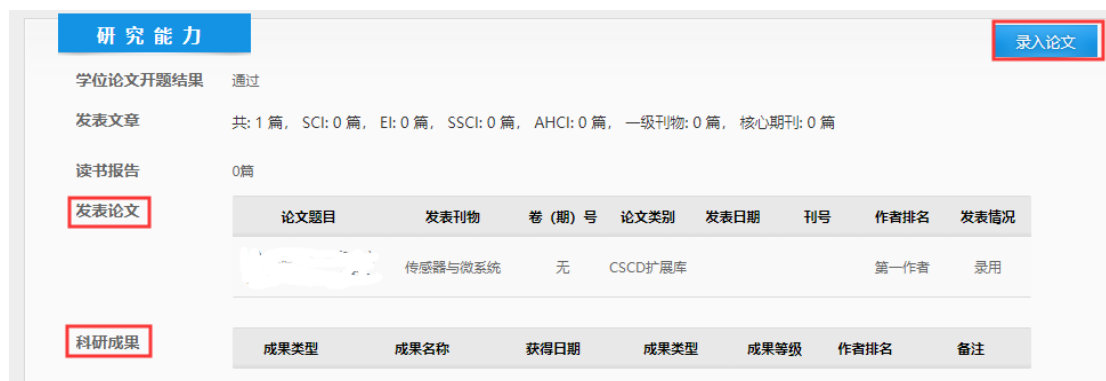 研究能力
录入论文
学位论文开题结果 通过
发表文章 共: 1 篇, SCI: 0 篇, EI: 0 篇, SSCI: 0 篇, AHCI: 0 篇, 一级刊物: 0 篇, 核心期刊: 0 篇
读书报告 0篇
发表论文
论文题目 发表刊物 卷（期）号 论文类别 发表日期 刊号 作者排名 发表情况
传感器与微系统 无 CSCD扩展库 第一作者 录用
科研成果
成果类型 成果名称 获得日期 成果类型 成果等级 作者排名 备注